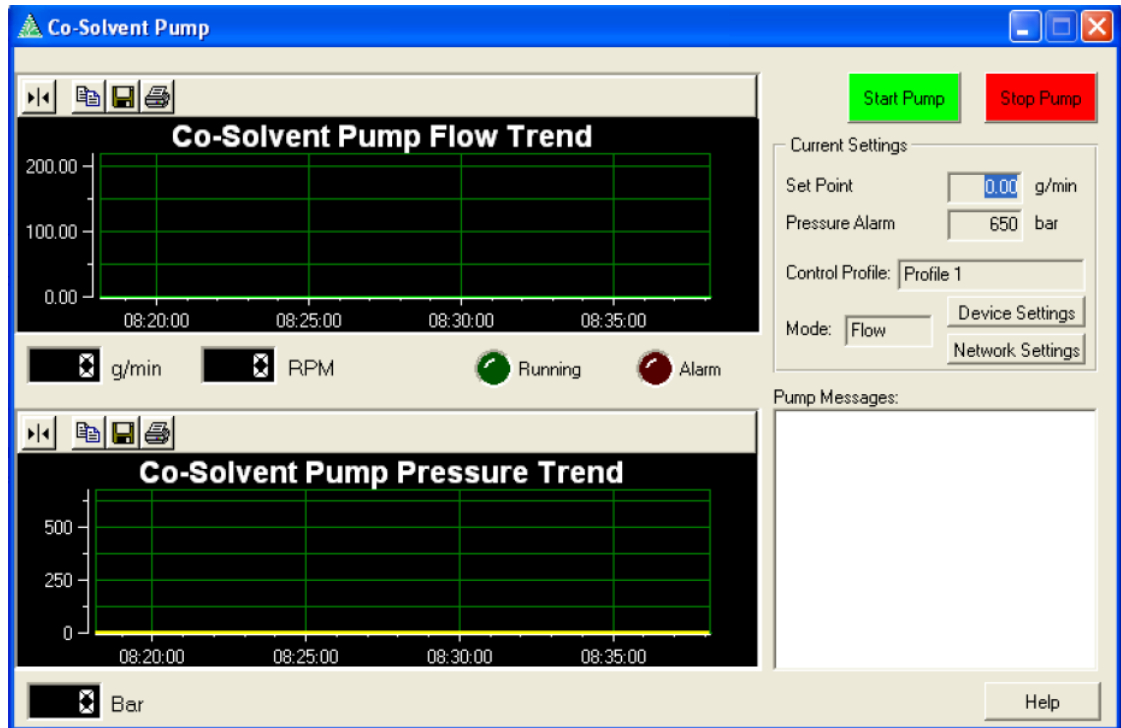 Co-Solvent Pump
Start Pump
Stop Pump
Co-Solvent Pump Flow Trend
200.00
100.00
0.00
08:20:00 08:25:00 08:30:00 08:35:00
0 g/min 0 RPM Running Alarm
Current Settings
Set Point 0.00 g/min
Pressure Alarm 650 bar
Control Profile: Profile 1
Mode: Flow
Device Settings
Network Settings
Pump Messages:
Co-Solvent Pump Pressure Trend
500
250
0
08:20:00 08:25:00 08:30:00 08:35:00
0 Bar
Help